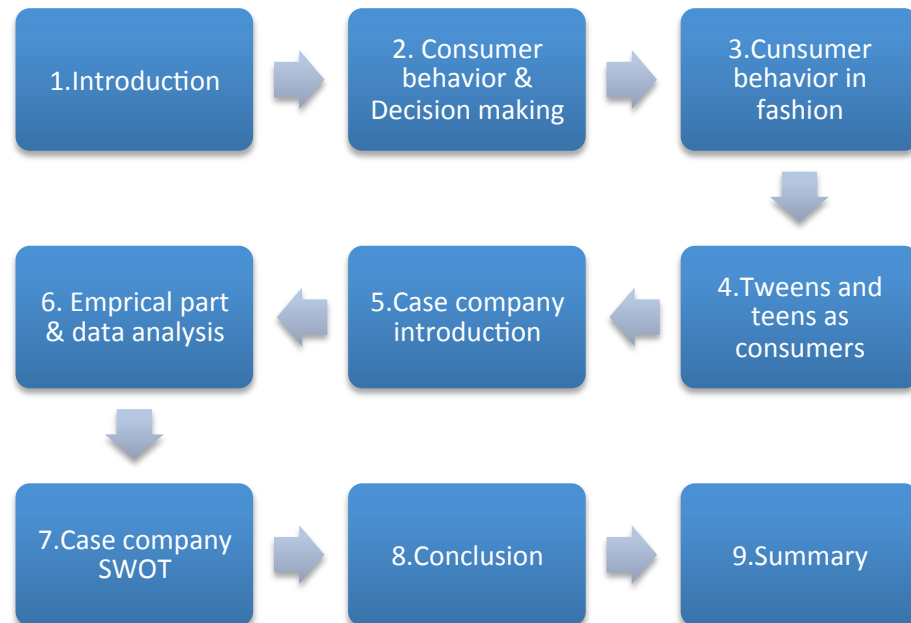 1.Introduction
2. Consumer
behavior &
Decision making
3.Cunsumer
behavior in
fashion
4.Tweens and
teens as
consumers
5.Case company
introduction
6. Emprical part
& data analysis
7.Case company
SWOT
8.Conclusion
9.Summary